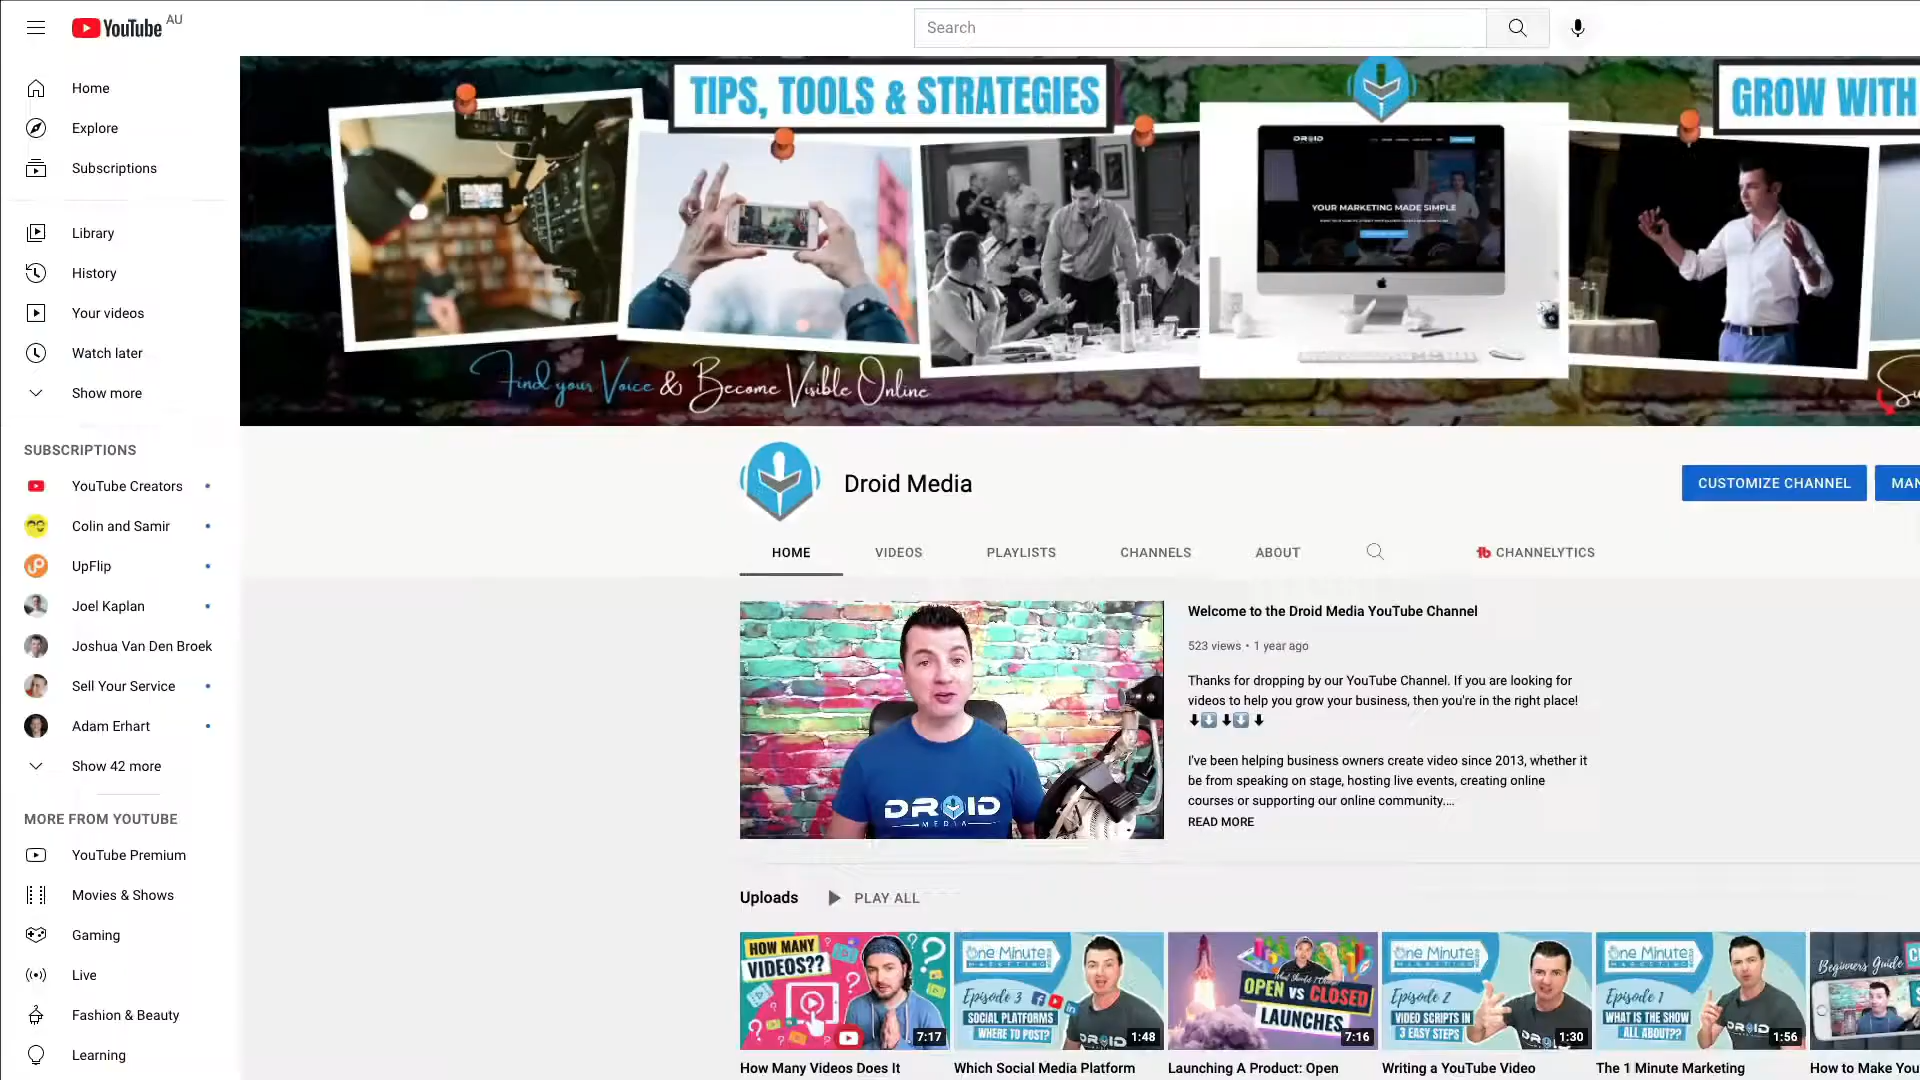 YouTube AU
Search
Home
Explore
Subscriptions
Library
History
Your videos
Watch later
Show more
SUBSCRIPTIONS
YouTube Creators
Colin and Samir
UpFlip
Joel Kaplan
Joshua Van Den Broek
Sell Your Service
Adam Erhart
Show 42 more
MORE FROM YOUTUBE
YouTube Premium
Movies & Shows
Gaming
Live
Fashion & Beauty
Learning
TIPS, TOOLS & STRATEGIES
GROW WITH
DROID
YOUR MARKETING MADE SIMPLE
Find your Voice & Become Visible Online
Droid Media
CUSTOMIZE CHANNEL
MAN
HOME
VIDEOS
PLAYLISTS
CHANNELS
ABOUT
CHANNELYTICS
DROID
MEDIA
Welcome to the Droid Media YouTube Channel
523 views • 1 year ago
Thanks for dropping by our YouTube Channel. If you are looking for
videos to help you grow your business, then you're in the right place!
⬇⬇️⬇⬇️⬇
I've been helping business owners create video since 2013, whether it
be from speaking on stage, hosting live events, creating online
courses or supporting our online community....
READ MORE
Uploads
PLAY ALL
HOW MANY
VIDEOS??
7:17
How Many Videos Does It
One Minute
MARKETING
Episode 3
SOCIAL PLATFORMS
WHERE TO POST?
DROID
1:48
Which Social Media Platform
What Should I Choose
OPEN VS CLOSED
LAUNCHES
7:16
Launching A Product: Open
One Minute
MARKETING
Episode 2
VIDEO SCRIPTS IN
3 EASY STEPS
DROID
1:30
Writing a YouTube Video
One Minute
MARKETING
Episode 1
WHAT IS THE SHOW
ALL ABOUT??
DROID
1:56
The 1 Minute Marketing
Beginners Guide
How to Make You